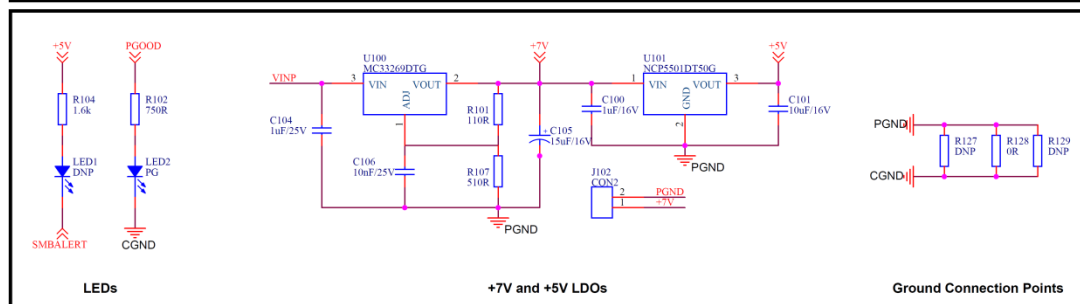 +5V
PGOOD
R104
1.6k
R102
750R
LED1
DNP
LED2
PG
SMBALERT
CGND
LEDs
VINP
C104
1uF/25V
U100
MC33269DTG
3
VIN
VOUT
2
ADJ
1
C106
10nF/25V
R101
110R
R107
510R
PGND
+7V
C105
15uF/16V
+
C100
1uF/16V
U101
NCP5501DT50G
1
VIN
VOUT
3
GND
2
PGND
+5V
C101
10uF/16V
J102
CON2
2
PGND
1
+7V
+7V and +5V LDOs
PGND
CGND
R127
DNP
R128
0R
R129
DNP
Ground Connection Points